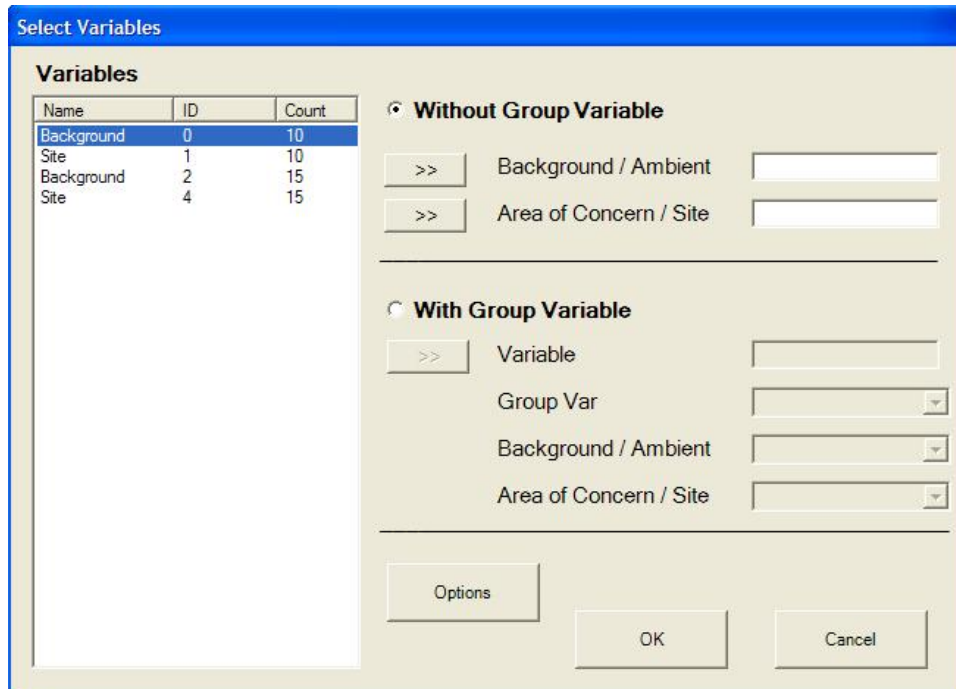 Select Variables
Variables
Name ID Count
Background 0 10
Site 1 10
Background 2 15
Site 4 15
Without Group Variable
>> Background / Ambient
>> Area of Concern / Site
With Group Variable
>> Variable
Group Var
Background / Ambient
Area of Concern / Site
Options
OK Cancel